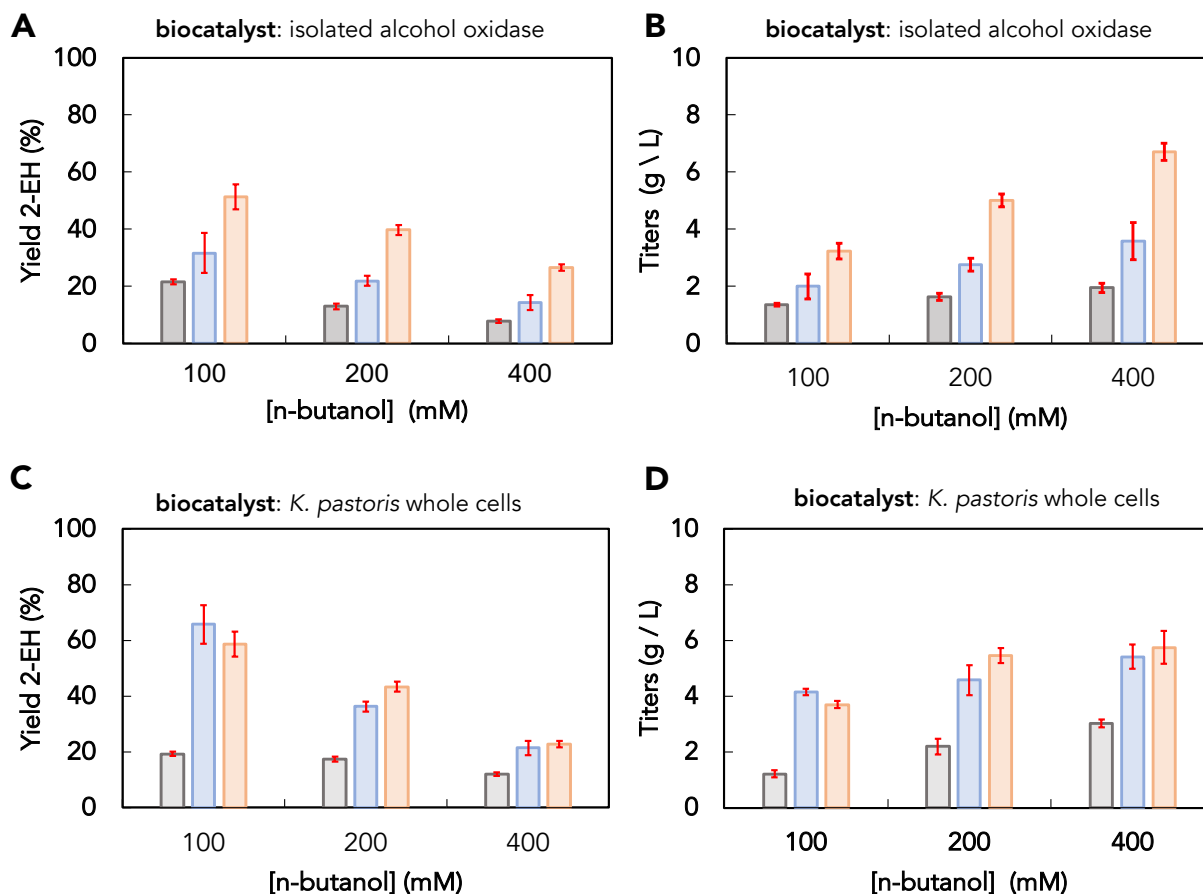 A
biocatalyst: isolated alcohol oxidase
100
80
60
40
20
0
Yield 2-EH (%)
100 200 400
[n-butanol] (mM)
B
biocatalyst: isolated alcohol oxidase
10
8
6
4
2
0
Titers (g \ L)
100 200 400
[n-butanol] (mM)
C
biocatalyst: K. pastoris whole cells
100
80
60
40
20
0
Yield 2-EH (%)
100 200 400
[n-butanol] (mM)
D
biocatalyst: K. pastoris whole cells
10
8
6
4
2
0
Titers (g / L)
100 200 400
[n-butanol] (mM)